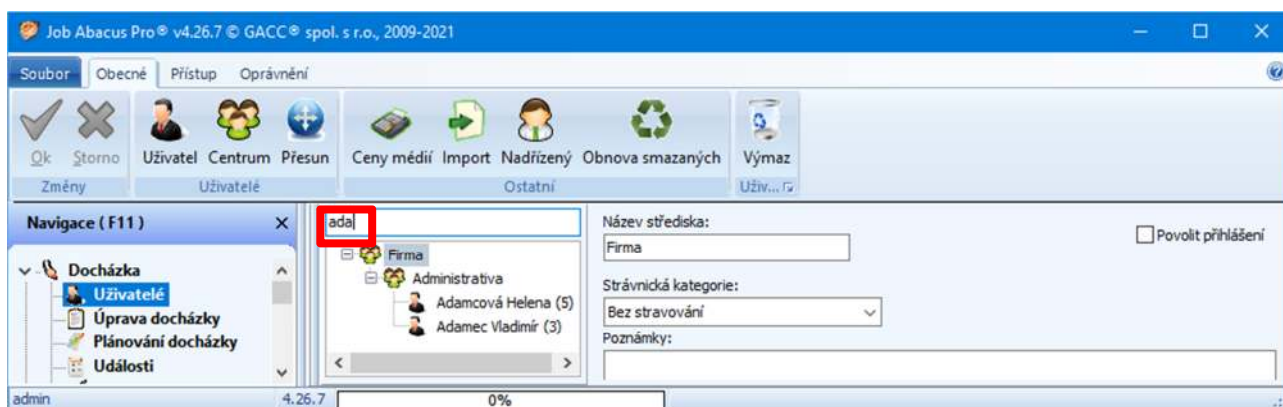 Job Abacus Pro® v4.26.7 © GACC® spol. s r.o., 2009-2021
Soubor Obecné Přístup Oprávnění
Ok Storno Uživatel Centrum Přesun Ceny médií Import Nadřízený Obnova smazaných Výmaz
Změny Uživatelé Ostatní Uživ...
Navigace ( F11 )
Docházka
Uživatelé
Úprava docházky
Plánování docházky
Události
ada
Firma
Administrativa
Adamcová Helena (5)
Adamec Vladimír (3)
Název střediska:
Firma
Povolit přihlášení
Strávnická kategorie:
Bez stravování
Poznámky:
admin 4.26.7 0%